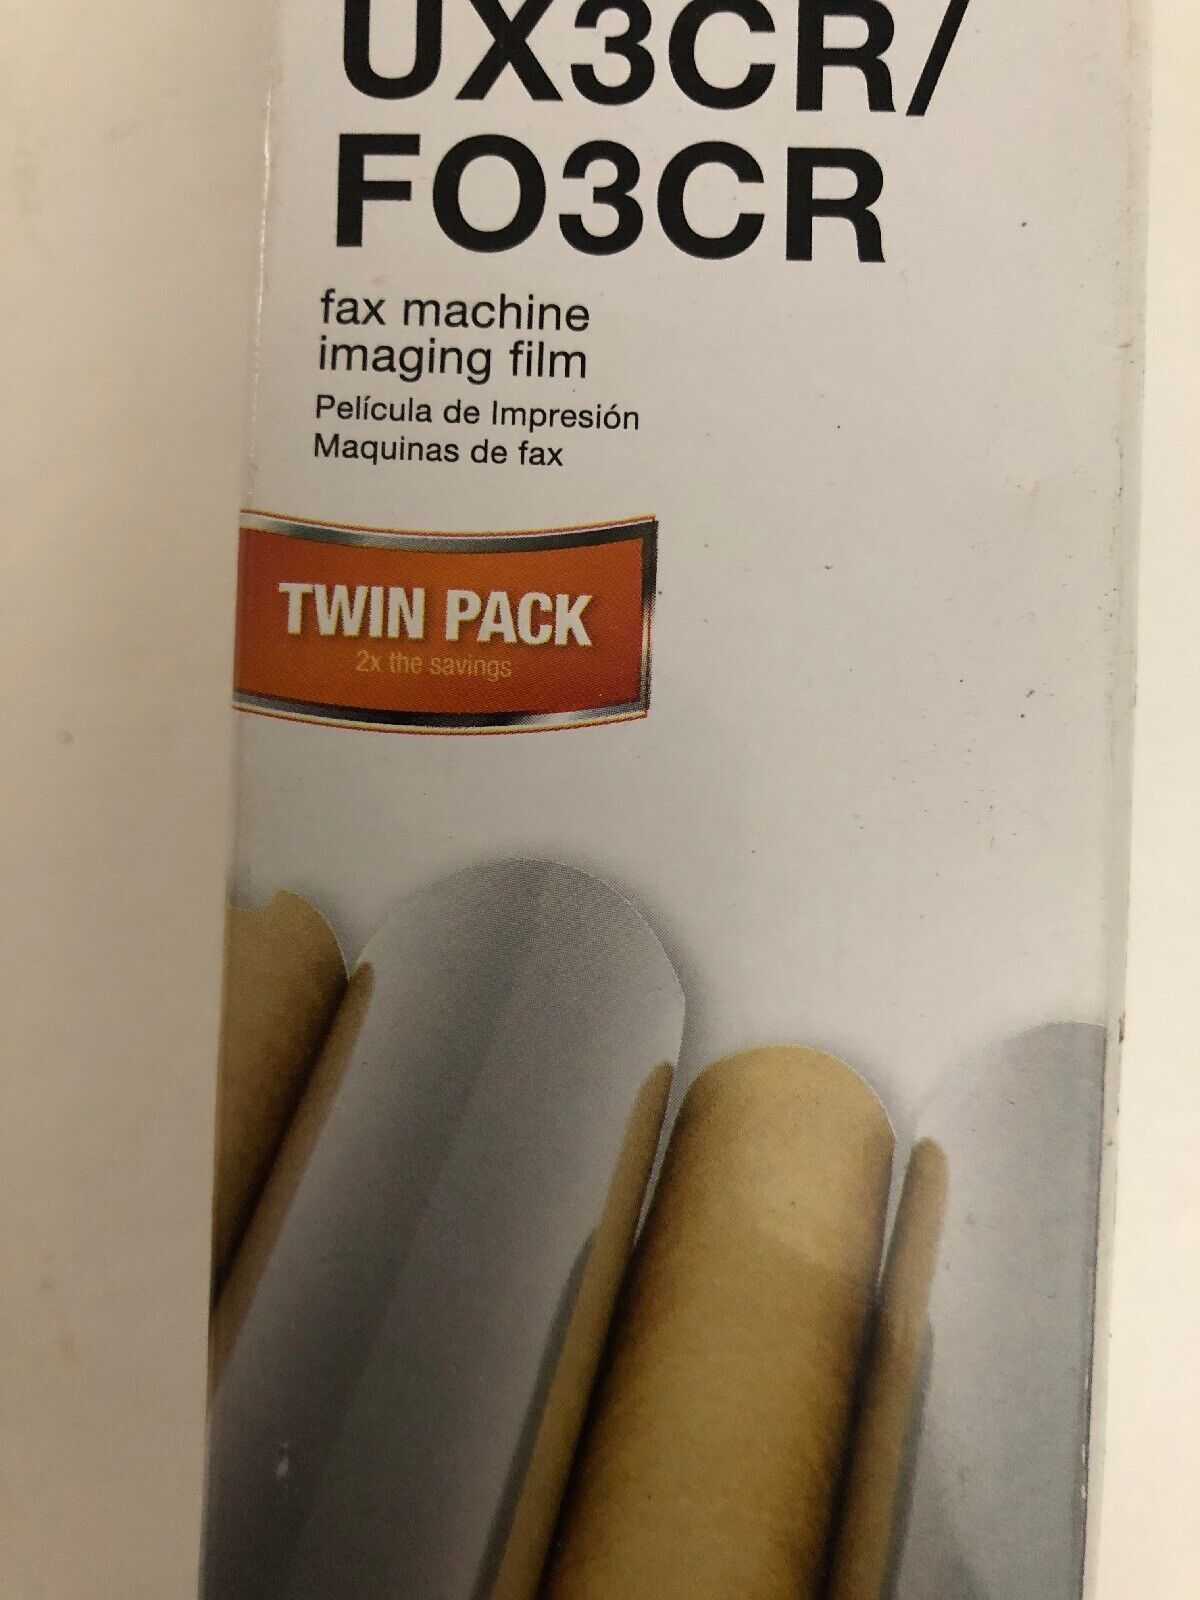 UX3CR/
FO3CR
fax machine
imaging film
Película de Impresión
Maquinas de fax
TWIN PACK
2x the savings